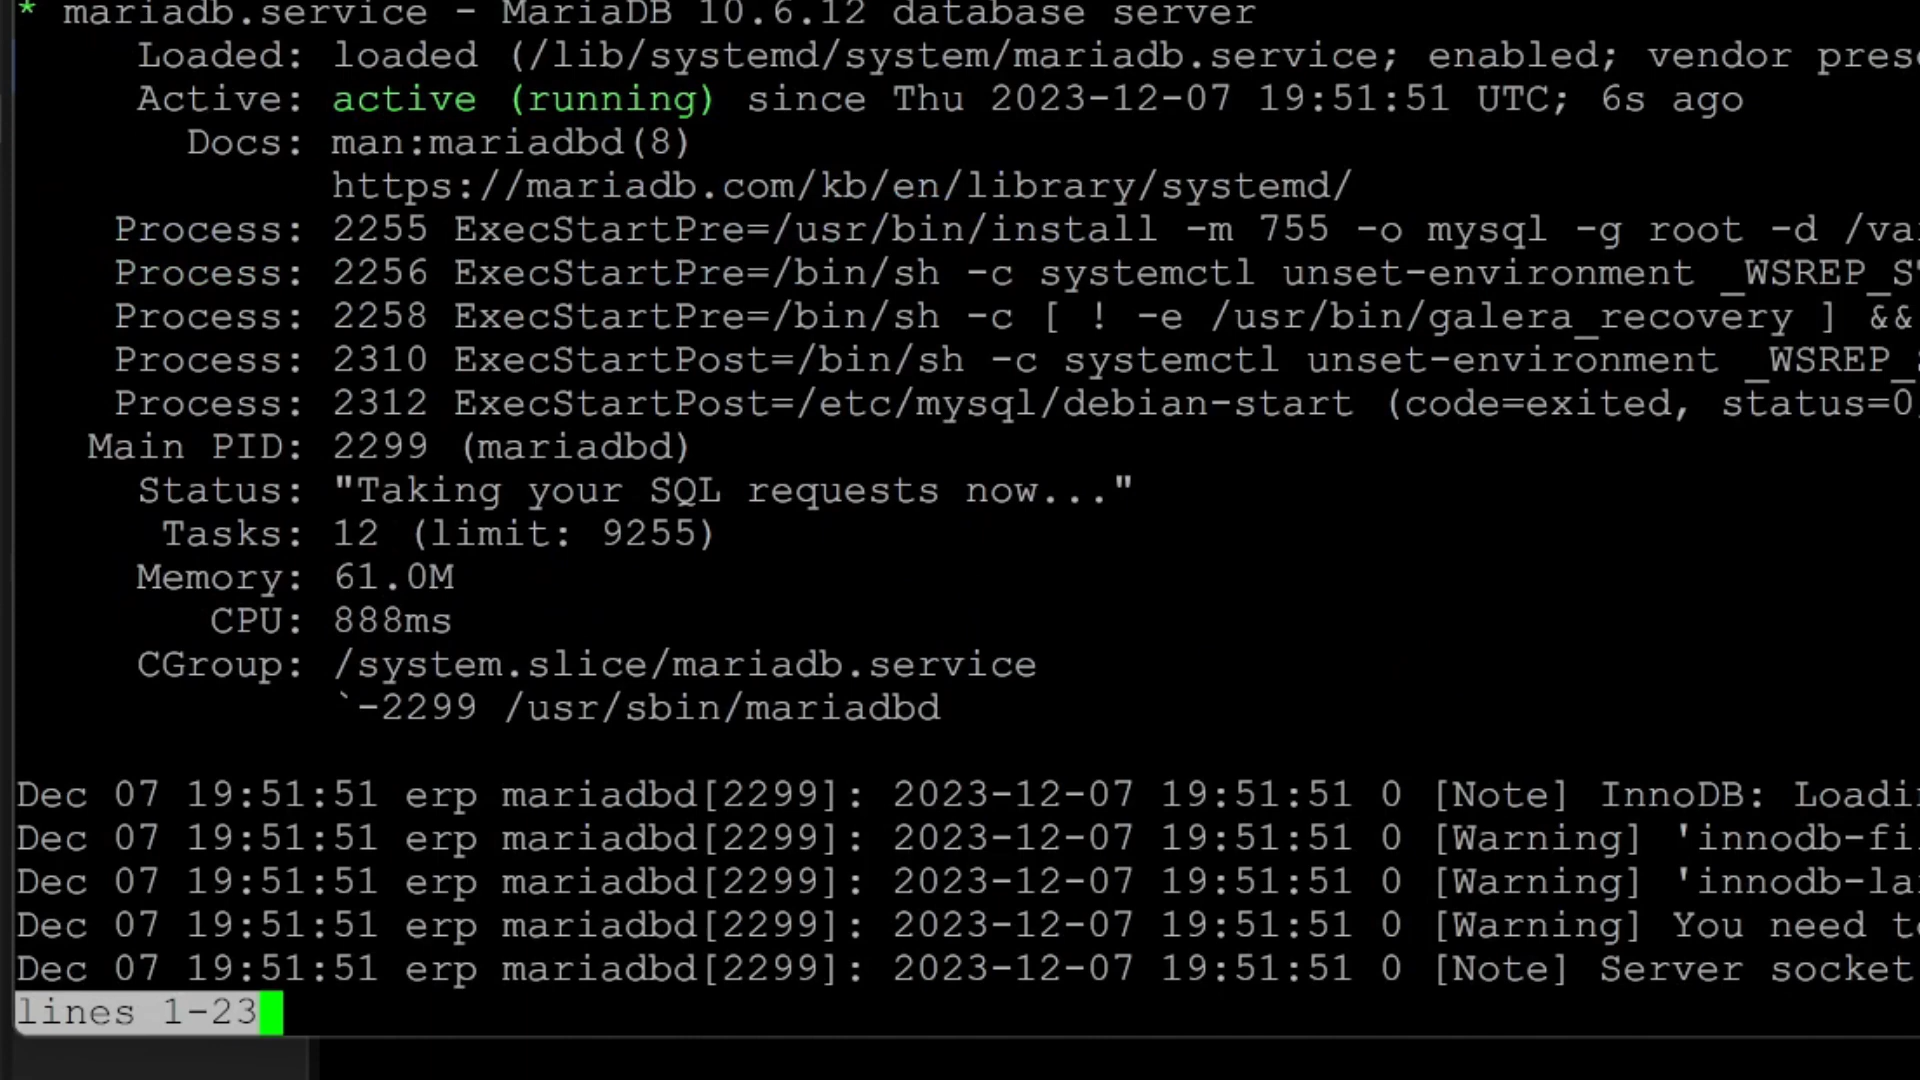 * mariadb.service - MariaDB 10.6.12 database server
Loaded: loaded (/lib/systemd/system/mariadb.service; enabled; vendor
Active: active (running) since Thu 2023-12-07 19:51:51 UTC; 6s ago
Docs: man:mariadbd(8)
https://mariadb.com/kb/en/library/systemd/
Process: 2255 ExecStartPre=/usr/bin/install -m 755 -o mysql -g root -d
Process: 2256 ExecStartPre=/bin/sh -c systemctl unset-environment
Process: 2258 ExecStartPre=/bin/sh -c [ ! -e /usr/bin/galera_recovery ] &&
Process: 2310 ExecStartPost=/bin/sh -c systemctl unset-environment
Process: 2312 ExecStartPost=/etc/mysql/debian-start (code=exited, status=0
Main PID: 2299 (mariadbd)
Status: "Taking your SQL requests now..."
Tasks: 12 (limit: 9255)
Memory: 61.0M
CPU: 888ms
CGroup: /system.slice/mariadb.service
`-2299 /usr/sbin/mariadbd
Dec 07 19:51:51 erp mariadbd[2299]: 2023-12-07 19:51:51 0 [Note] InnoDB:
Dec 07 19:51:51 erp mariadbd[2299]: 2023-12-07 19:51:51 0 [Warning]
Dec 07 19:51:51 erp mariadbd[2299]: 2023-12-07 19:51:51 0 [Warning]
Dec 07 19:51:51 erp mariadbd[2299]: 2023-12-07 19:51:51 0 [Warning] You need
Dec 07 19:51:51 erp mariadbd[2299]: 2023-12-07 19:51:51 0 [Note] Server socket
lines 1-23